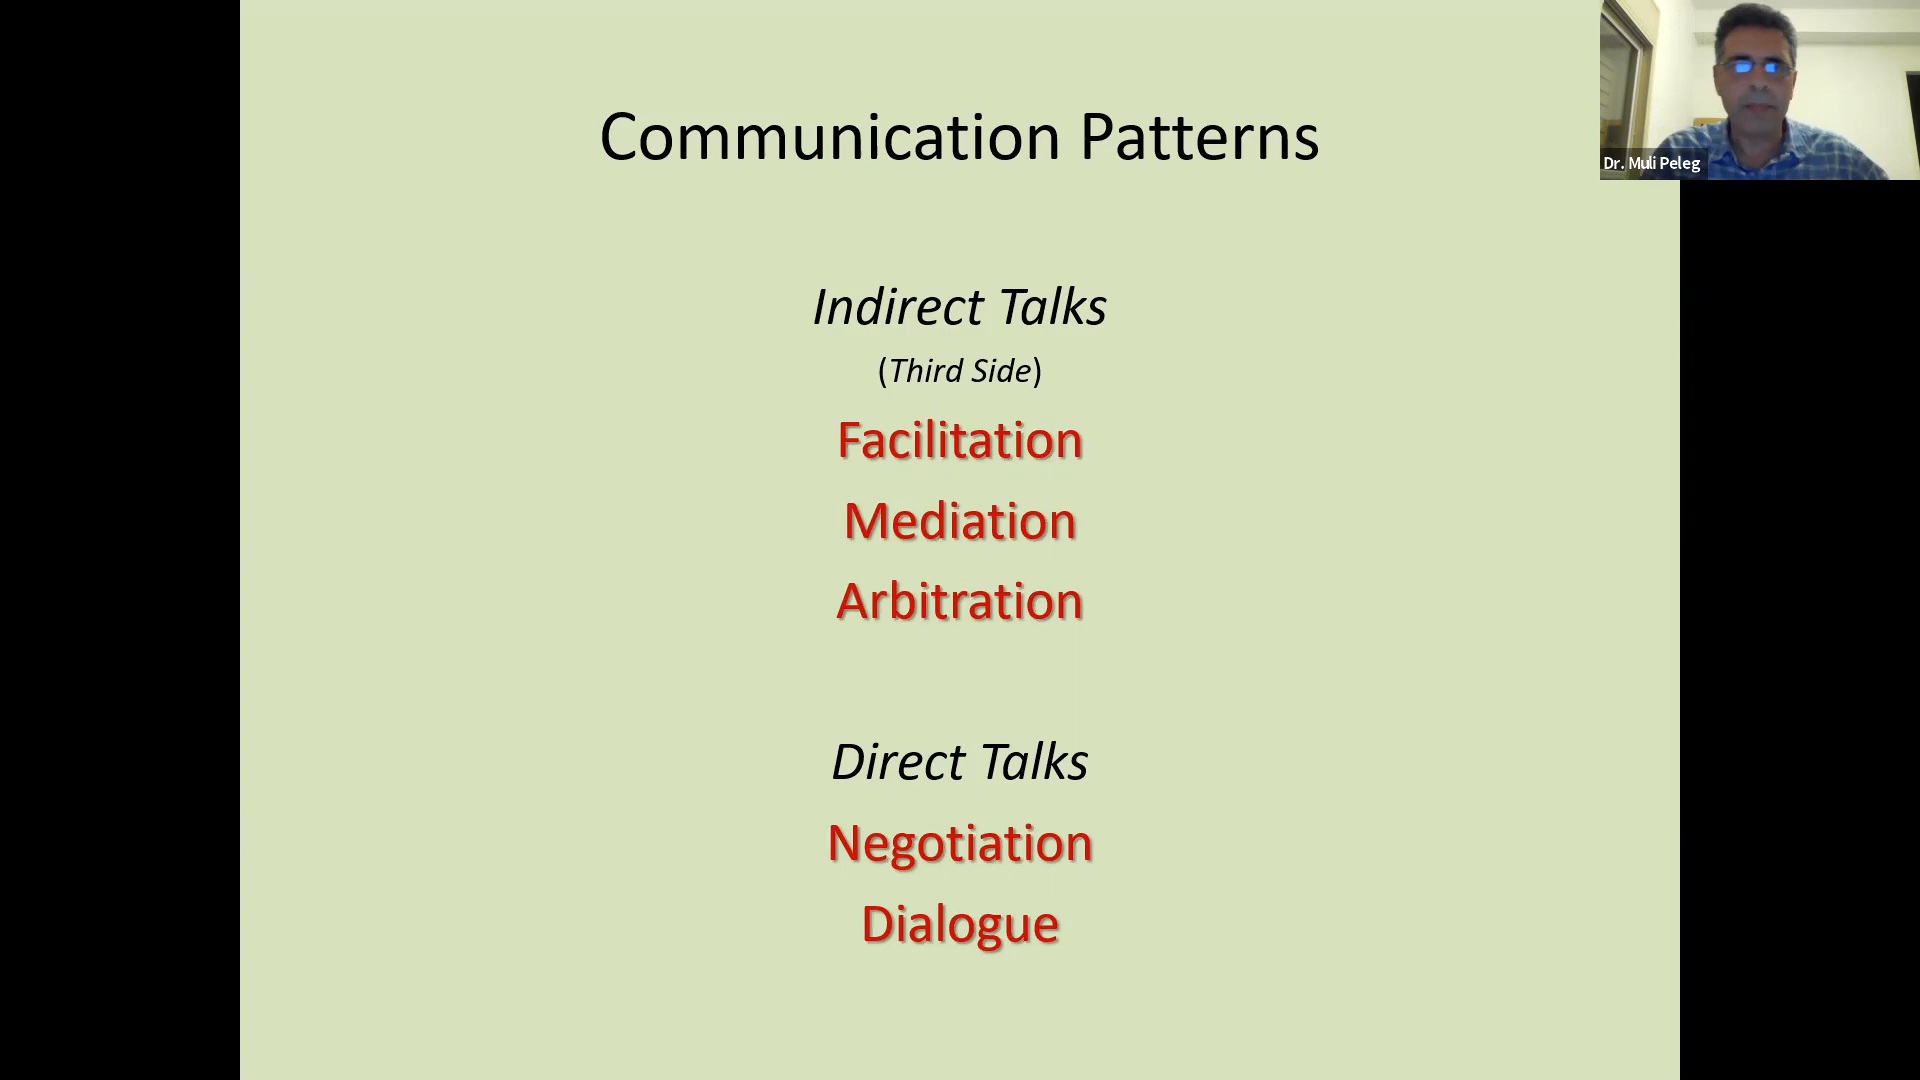 Communication Patterns
Dr. Muli Peleg
Indirect Talks
(Third Side)
Facilitation
Mediation
Arbitration
Direct Talks
Negotiation
Dialogue